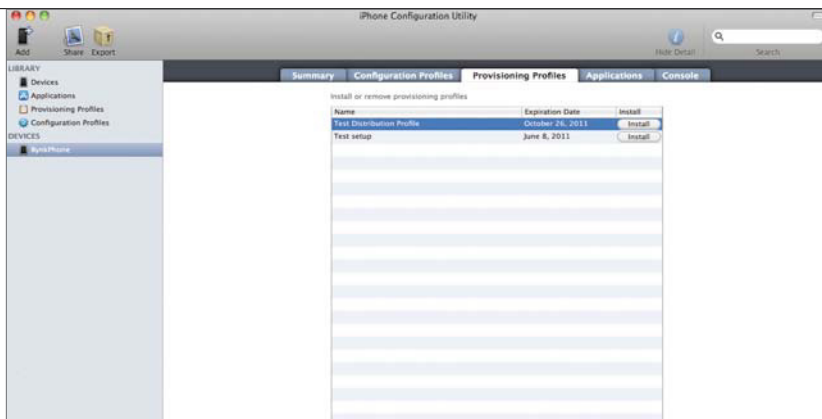 iPhone Configuration Utility
Add Share Export Hide Detail Search
LIBRARY
Devices
Applications
Provisioning Profiles
Configuration Profiles
DEVICES
Summary Configuration Profiles Provisioning Profiles Applications Console
Install or remove provisioning profiles
Name Expiration Date Install
Test Distribution Profile October 26, 2011 Install
Test setup June 8, 2011 Install